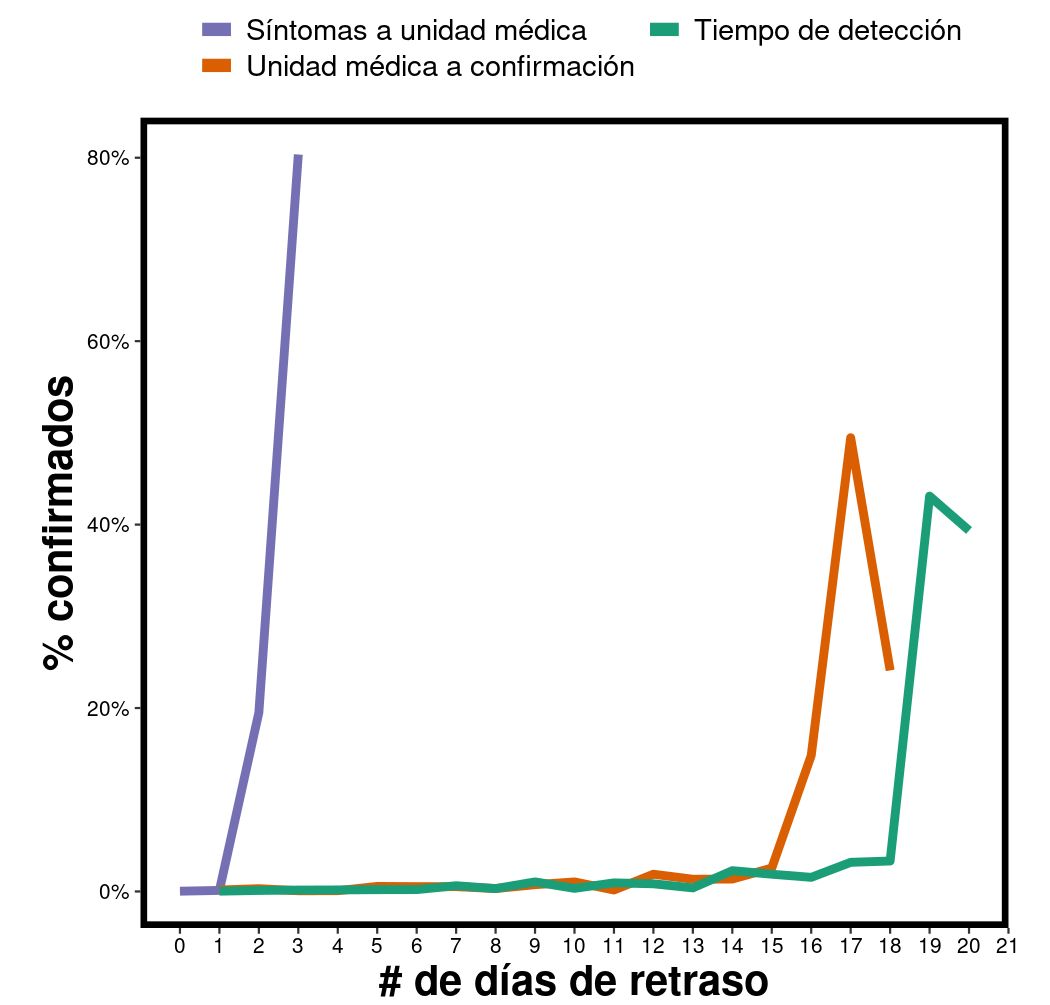 Síntomas a unidad médica
Tiempo de detección
Unidad médica a confirmación
80%
60%
40%
20%
0%
% confirmados
0 1 2 3 4 5 6 7 8 9 10 11 12 13 14 15 16 17 18 19 20 21
# de días de retraso